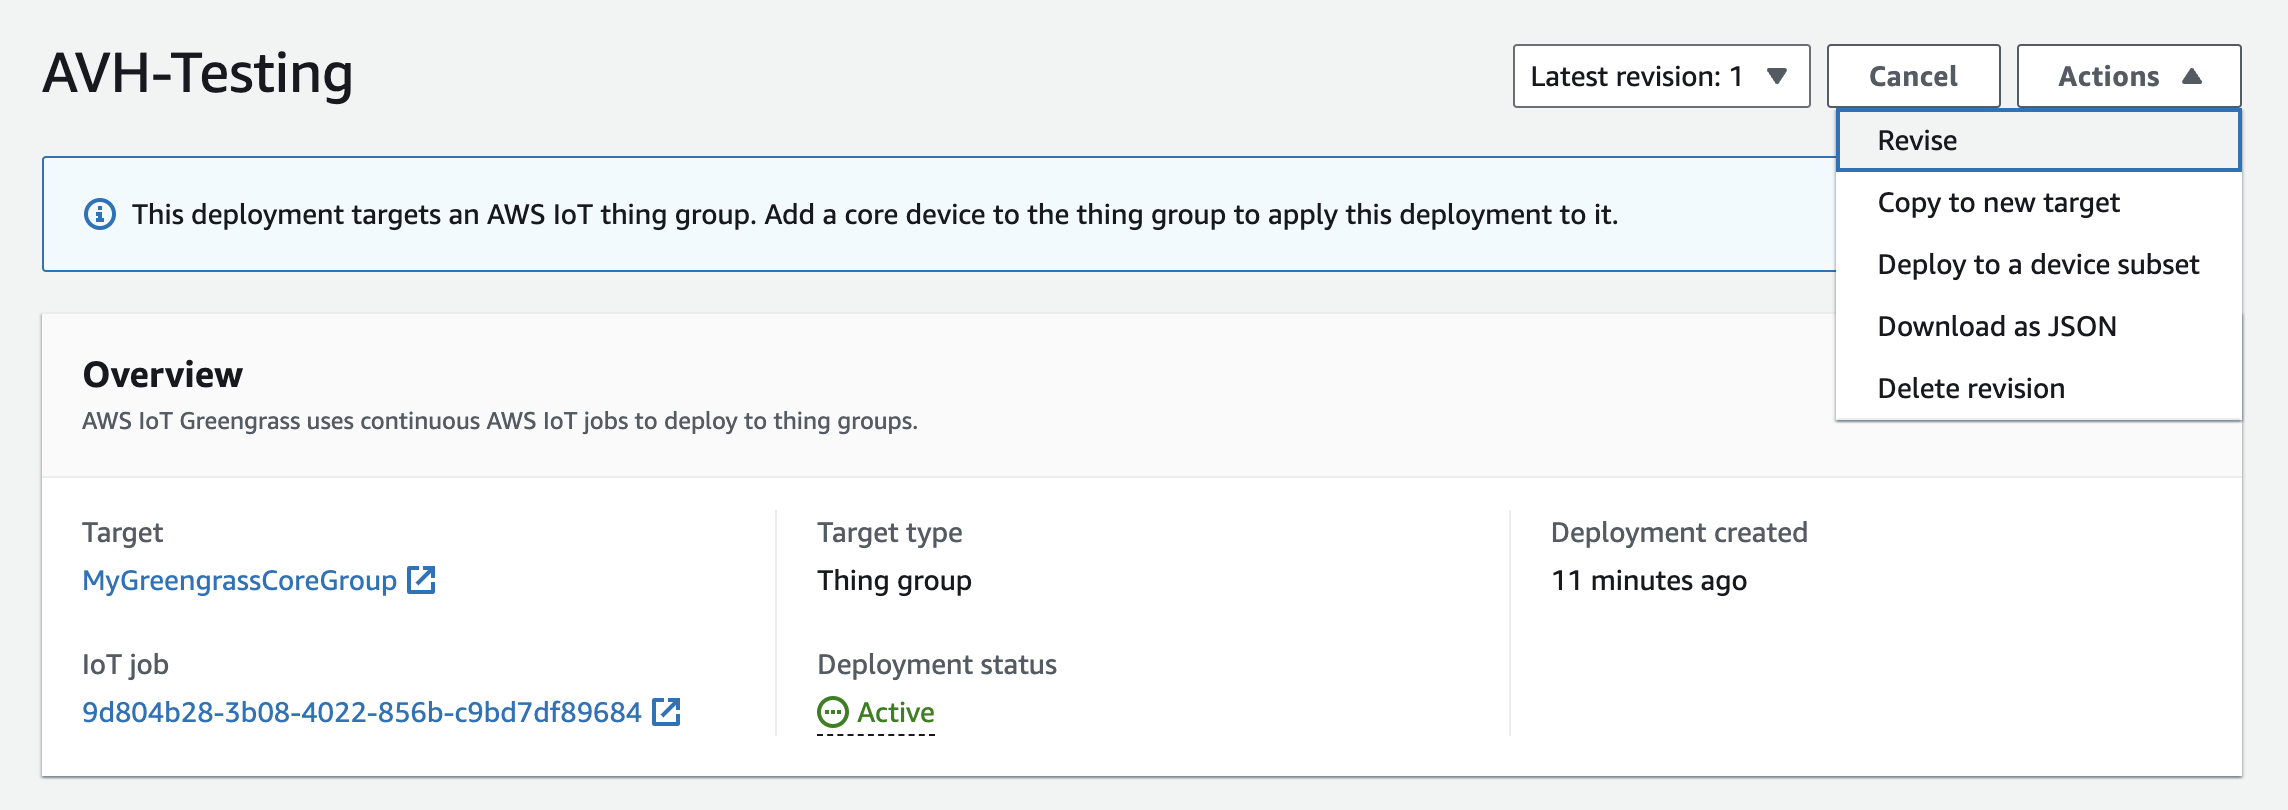 AVH-Testing
Latest revision: 1
Cancel
Actions
Revise
Copy to new target
Deploy to a device subset
Download as JSON
Delete revision
This deployment targets an AWS IoT thing group. Add a core device to the thing group to apply this deployment to it.
Overview
AWS IoT Greengrass uses continuous AWS IoT jobs to deploy to thing groups.
Target
MyGreengrassCoreGroup
IoT job
9d804b28-3b08-4022-856b-c9bd7df89684
Target type
Thing group
Deployment status
Active
Deployment created
11 minutes ago